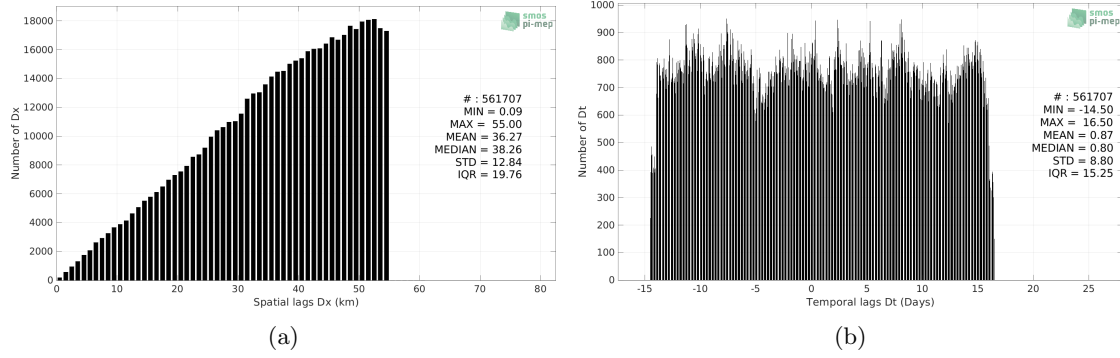 18000
16000
14000
12000
10000
8000
6000
4000
2000
0
Number of Dx
smos
pi-mep
# : 561707
MIN = 0.09
MAX = 55.00
MEAN = 36.27
MEDIAN = 38.26
STD = 12.84
IQR = 19.76
0 10 20 30 40 50 60 70 80
Spatial lags Dx (km)
(a)
1000
900
800
700
600
500
400
300
200
100
0
Number of Dt
smos
pi-mep
# : 561707
MIN = -14.50
MAX = 16.50
MEAN = 0.87
MEDIAN = 0.80
STD = 8.80
IQR = 15.25
-15 -10 -5 0 5 10 15 20 25
Temporal lags Dt (Days)
(b)